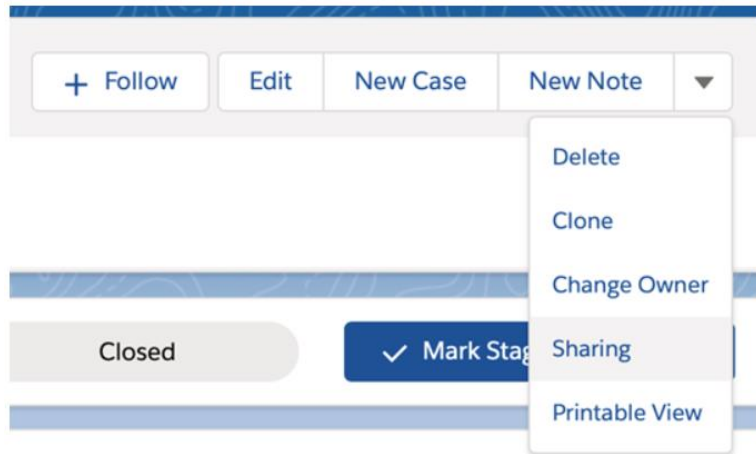 + Follow
Edit
New Case
New Note
Delete
Clone
Change Owner
Closed
✓ Mark Stag
Sharing
Printable View